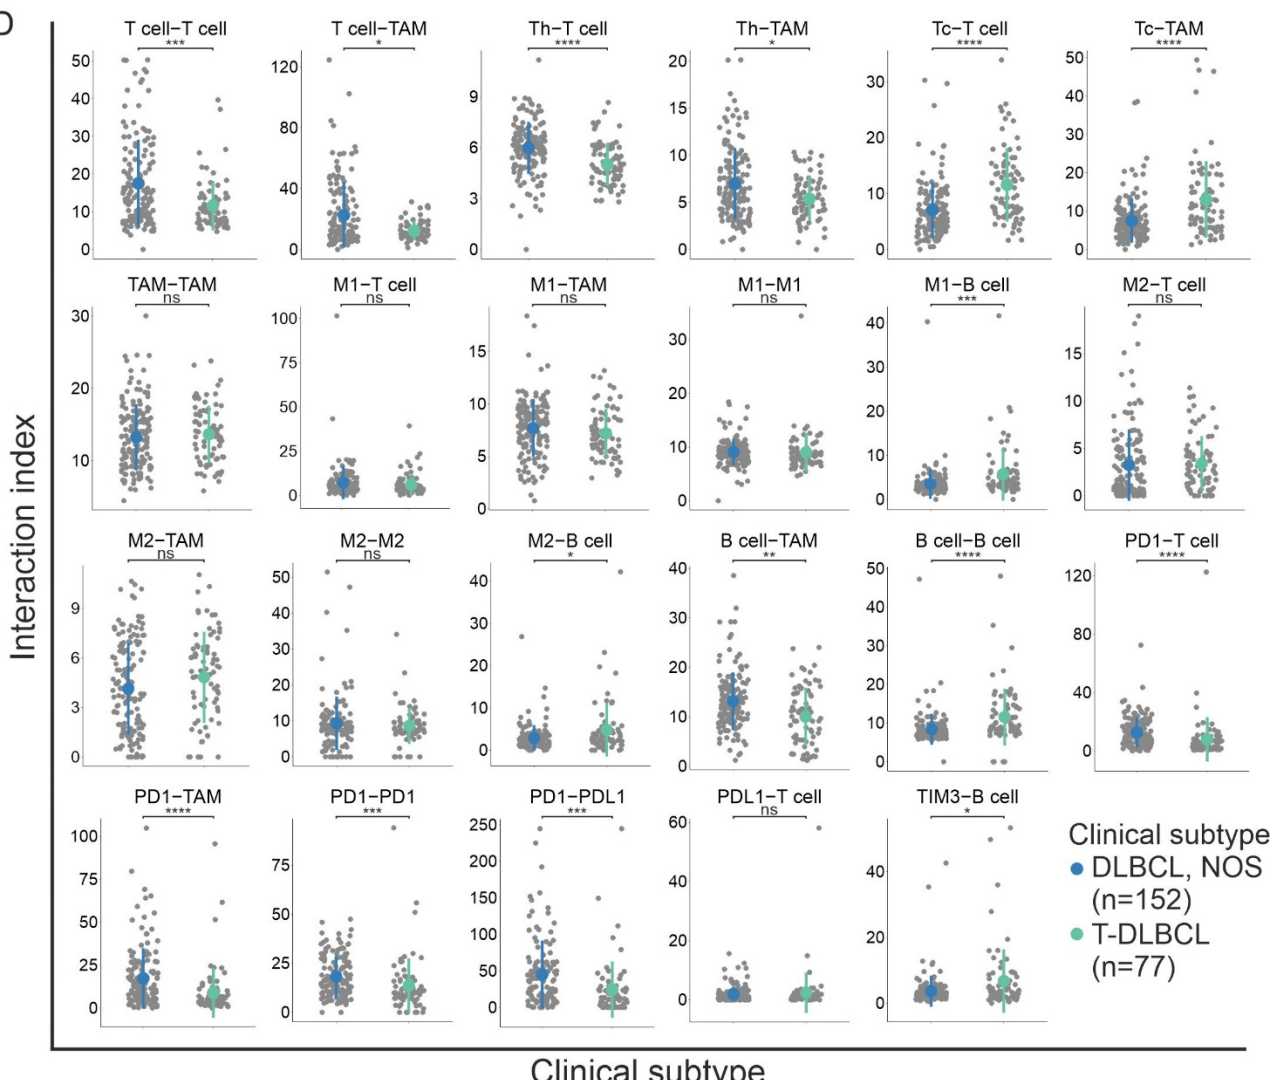 D
T cell−T cell T cell−TAM Th−T cell Th−TAM Tc−T cell Tc−TAM
*** * **** * **** ****
50 40 30 20 10 0
120 80 40 0
9 6 3 0
20 15 10 5 0
30 20 10 0
50 40 30 20 10 0
TAM−TAM M1−T cell M1−TAM M1−M1 M1−B cell M2−T cell
ns ns ns ns *** ns
30 20 10
100 75 50 25 0
15 10 5 0
30 20 10 0
40 30 20 10 0
15 10 5 0
Interaction index
M2−TAM M2−M2 M2−B cell B cell−TAM B cell−B cell PD1−T cell
ns ns * ** **** ****
9 6 3 0
50 40 30 20 10 0
40 30 20 10 0
40 30 20 10 0
50 40 30 20 10 0
120 80 40 0
PD1−TAM PD1−PD1 PD1−PDL1 PDL1−T cell TIM3−B cell
**** *** *** ns *
100 75 50 25 0
75 50 25 0
250 200 150 100 50 0
60 40 20 0
40 20 0
Clinical subtype
DLBCL, NOS
(n=152)
T-DLBCL
(n=77)
Clinical subtype